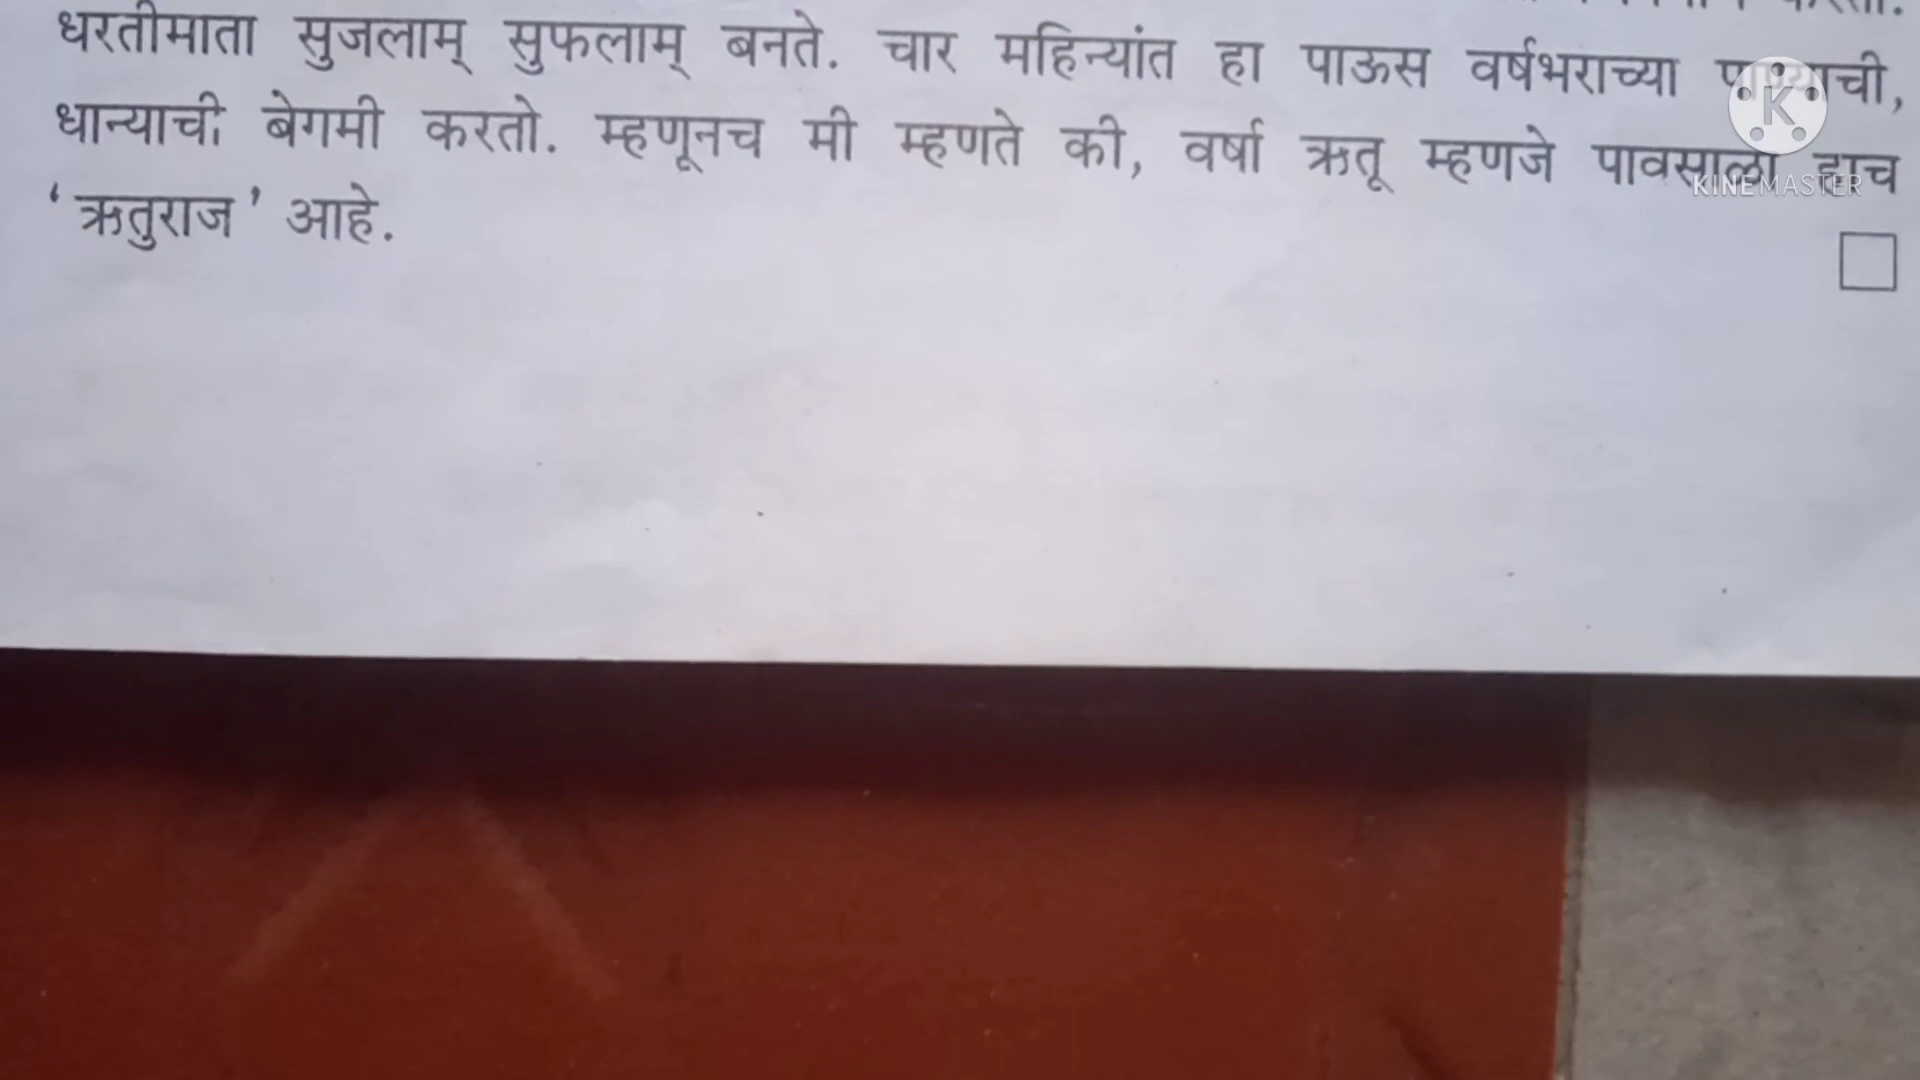 करतो.
धरतीमाता सुजलाम् सुफलाम् बनते. चार महिन्यांत हा पाऊस वर्षभराच्या पाण्याची,
धान्याची बेगमी करतो. म्हणूनच मी म्हणते की, वर्षा ऋतू म्हणजे पावसाळा हाच
‘ऋतुराज’ आहे.
K
KINEMASTER